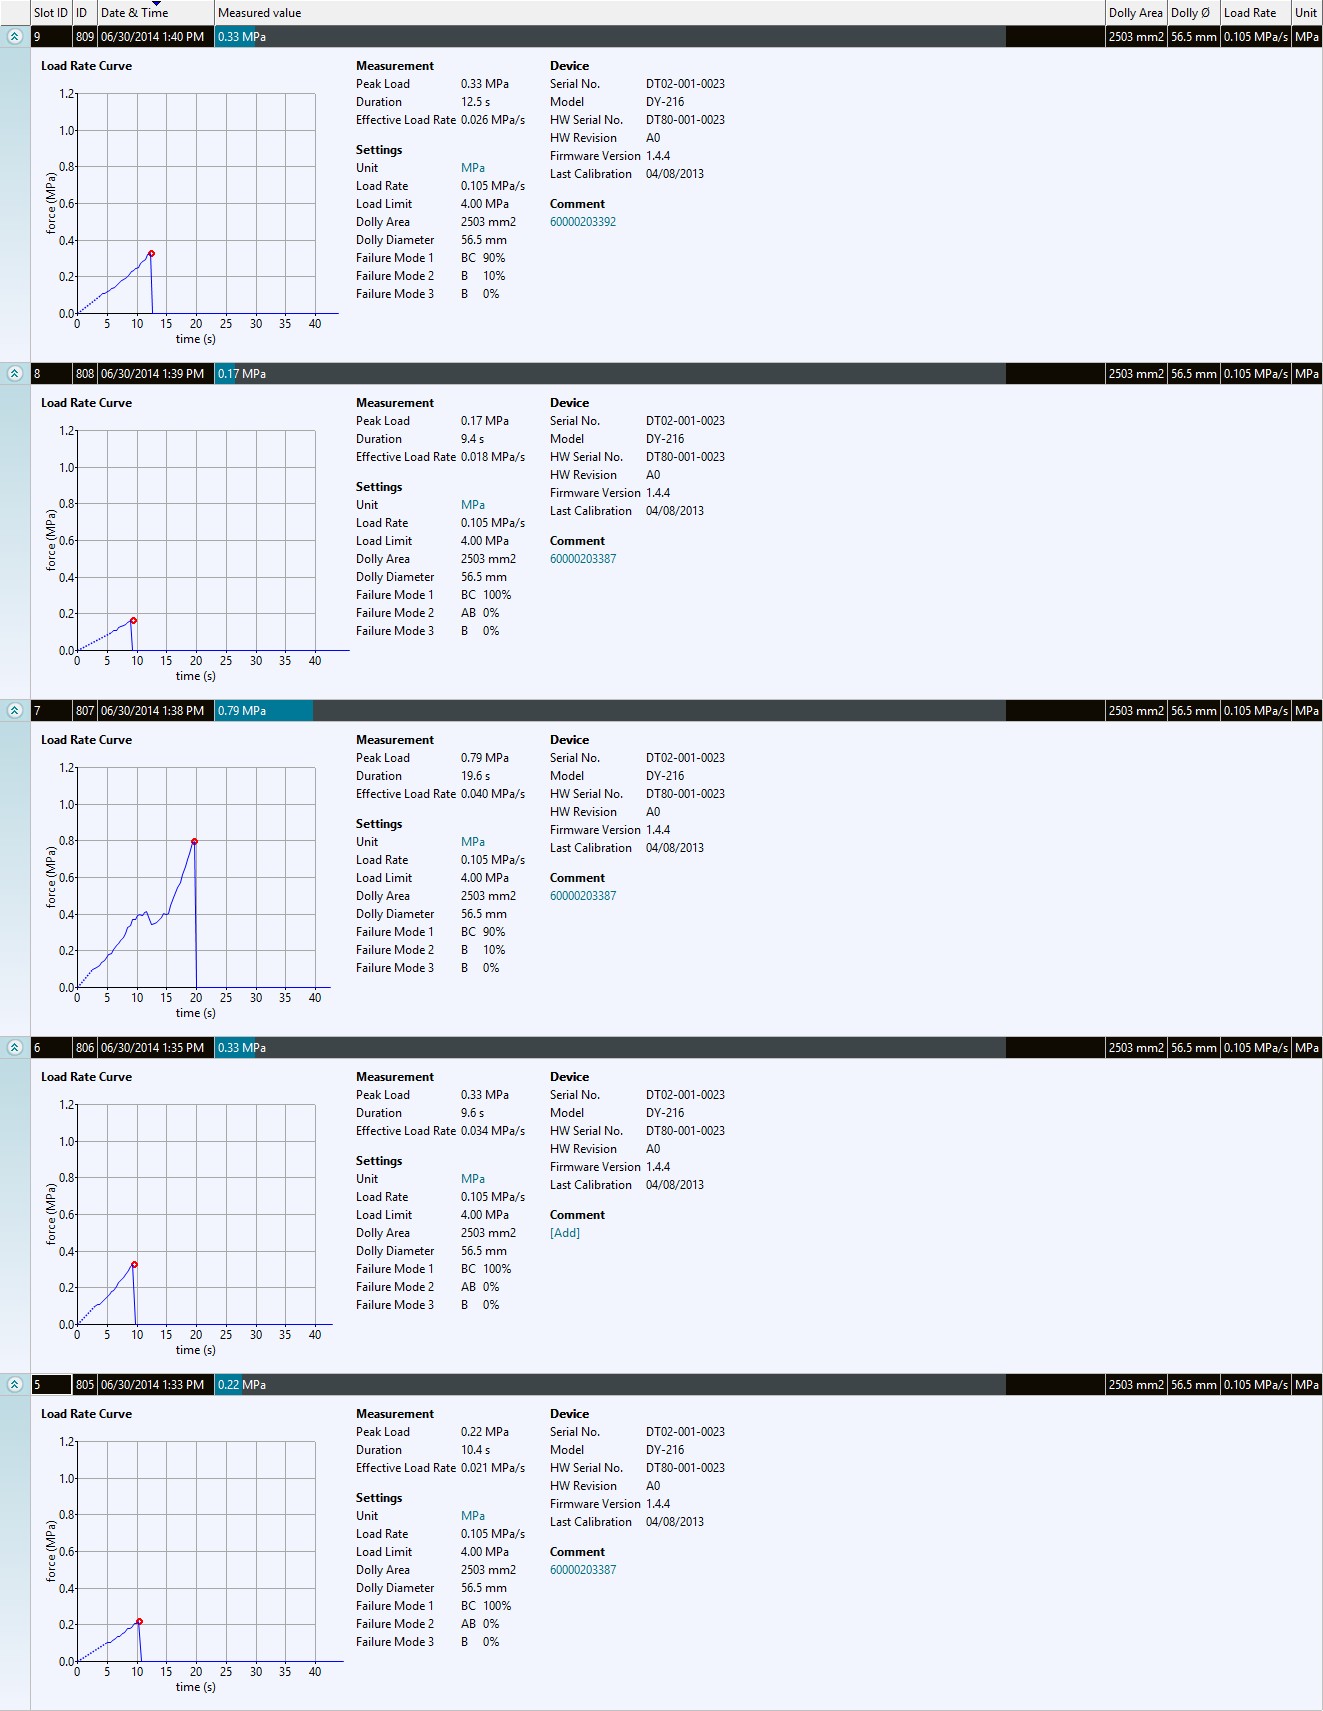 Slot ID ID Date & Time Measured value Dolly Area Dolly Ø Load Rate Unit
9 809 06/30/2014 1:40 PM 0.33 MPa 2503 mm2 56.5 mm 0.105 MPa/s MPa
Load Rate Curve
1.2
1.0
0.8
0.6
0.4
0.2
0.0
force (MPa)
0 5 10 15 20 25 30 35 40
time (s)
Measurement
Peak Load 0.33 MPa
Duration 12.5 s
Effective Load Rate 0.026 MPa/s
Settings
Unit MPa
Load Rate 0.105 MPa/s
Load Limit 4.00 MPa
Dolly Area 2503 mm2
Dolly Diameter 56.5 mm
Failure Mode 1 BC 90%
Failure Mode 2 B 10%
Failure Mode 3 B 0%
Device
Serial No. DT02-001-0023
Model DY-216
HW Serial No. DT80-001-0023
HW Revision A0
Firmware Version 1.4.4
Last Calibration 04/08/2013
Comment
60000203392
8 808 06/30/2014 1:39 PM 0.17 MPa 2503 mm2 56.5 mm 0.105 MPa/s MPa
Load Rate Curve
1.2
1.0
0.8
0.6
0.4
0.2
0.0
force (MPa)
0 5 10 15 20 25 30 35 40
time (s)
Measurement
Peak Load 0.17 MPa
Duration 9.4 s
Effective Load Rate 0.018 MPa/s
Settings
Unit MPa
Load Rate 0.105 MPa/s
Load Limit 4.00 MPa
Dolly Area 2503 mm2
Dolly Diameter 56.5 mm
Failure Mode 1 BC 100%
Failure Mode 2 AB 0%
Failure Mode 3 B 0%
Device
Serial No. DT02-001-0023
Model DY-216
HW Serial No. DT80-001-0023
HW Revision A0
Firmware Version 1.4.4
Last Calibration 04/08/2013
Comment
60000203387
7 807 06/30/2014 1:38 PM 0.79 MPa 2503 mm2 56.5 mm 0.105 MPa/s MPa
Load Rate Curve
1.2
1.0
0.8
0.6
0.4
0.2
0.0
force (MPa)
0 5 10 15 20 25 30 35 40
time (s)
Measurement
Peak Load 0.79 MPa
Duration 19.6 s
Effective Load Rate 0.040 MPa/s
Settings
Unit MPa
Load Rate 0.105 MPa/s
Load Limit 4.00 MPa
Dolly Area 2503 mm2
Dolly Diameter 56.5 mm
Failure Mode 1 BC 90%
Failure Mode 2 B 10%
Failure Mode 3 B 0%
Device
Serial No. DT02-001-0023
Model DY-216
HW Serial No. DT80-001-0023
HW Revision A0
Firmware Version 1.4.4
Last Calibration 04/08/2013
Comment
60000203387
6 806 06/30/2014 1:35 PM 0.33 MPa 2503 mm2 56.5 mm 0.105 MPa/s MPa
Load Rate Curve
1.2
1.0
0.8
0.6
0.4
0.2
0.0
force (MPa)
0 5 10 15 20 25 30 35 40
time (s)
Measurement
Peak Load 0.33 MPa
Duration 9.6 s
Effective Load Rate 0.034 MPa/s
Settings
Unit MPa
Load Rate 0.105 MPa/s
Load Limit 4.00 MPa
Dolly Area 2503 mm2
Dolly Diameter 56.5 mm
Failure Mode 1 BC 100%
Failure Mode 2 AB 0%
Failure Mode 3 B 0%
Device
Serial No. DT02-001-0023
Model DY-216
HW Serial No. DT80-001-0023
HW Revision A0
Firmware Version 1.4.4
Last Calibration 04/08/2013
Comment
[Add]
5 805 06/30/2014 1:33 PM 0.22 MPa 2503 mm2 56.5 mm 0.105 MPa/s MPa
Load Rate Curve
1.2
1.0
0.8
0.6
0.4
0.2
0.0
force (MPa)
0 5 10 15 20 25 30 35 40
time (s)
Measurement
Peak Load 0.22 MPa
Duration 10.4 s
Effective Load Rate 0.021 MPa/s
Settings
Unit MPa
Load Rate 0.105 MPa/s
Load Limit 4.00 MPa
Dolly Area 2503 mm2
Dolly Diameter 56.5 mm
Failure Mode 1 BC 100%
Failure Mode 2 AB 0%
Failure Mode 3 B 0%
Device
Serial No. DT02-001-0023
Model DY-216
HW Serial No. DT80-001-0023
HW Revision A0
Firmware Version 1.4.4
Last Calibration 04/08/2013
Comment
60000203387